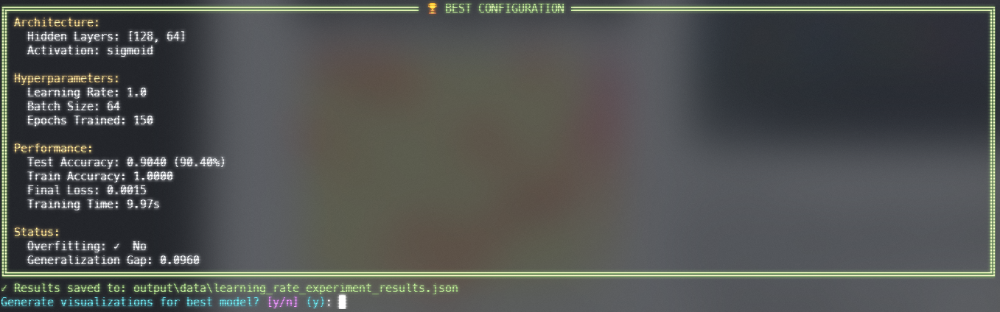 🏆 BEST CONFIGURATION
Architecture:
Hidden Layers: [128, 64]
Activation: sigmoid
Hyperparameters:
Learning Rate: 1.0
Batch Size: 64
Epochs Trained: 150
Performance:
Test Accuracy: 0.9040 (90.40%)
Train Accuracy: 1.0000
Final Loss: 0.0015
Training Time: 9.97s
Status:
Overfitting: ✓ No
Generalization Gap: 0.0960
✓ Results saved to: output\data\learning_rate_experiment_results.json
Generate visualizations for best model? [y/n] (y):